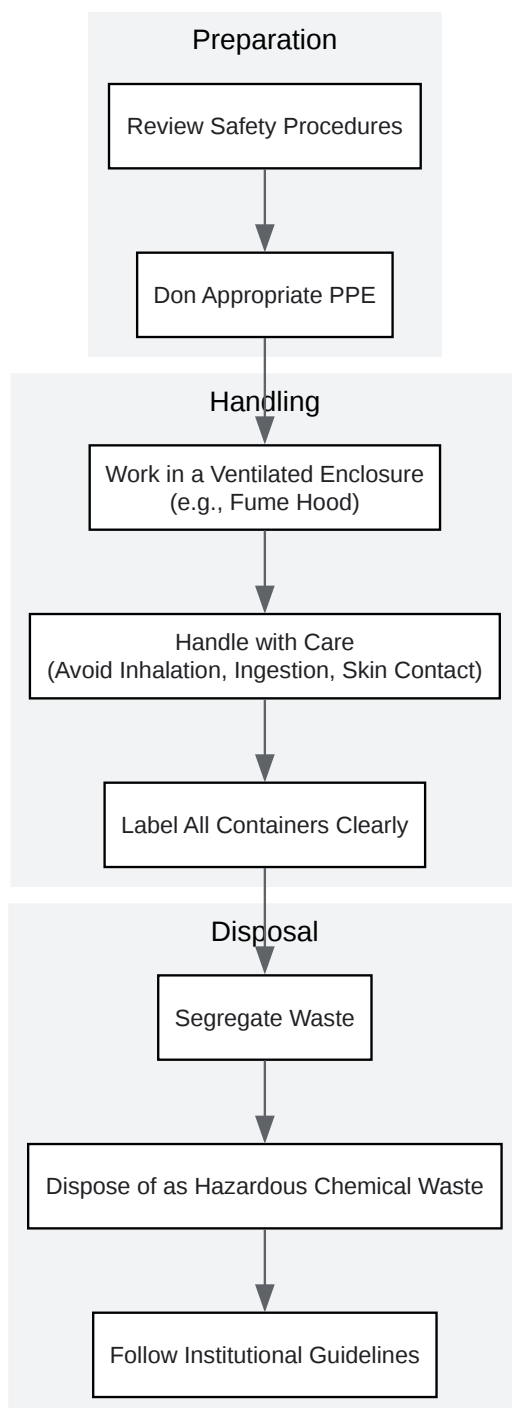 Preparation
Review Safety Procedures
Don Appropriate PPE
Handling
Work in a Ventilated Enclosure
(e.g., Fume Hood)
Handle with Care
(Avoid Inhalation, Ingestion, Skin Contact)
Label All Containers Clearly
Disposal
Segregate Waste
Dispose of as Hazardous Chemical Waste
Follow Institutional Guidelines